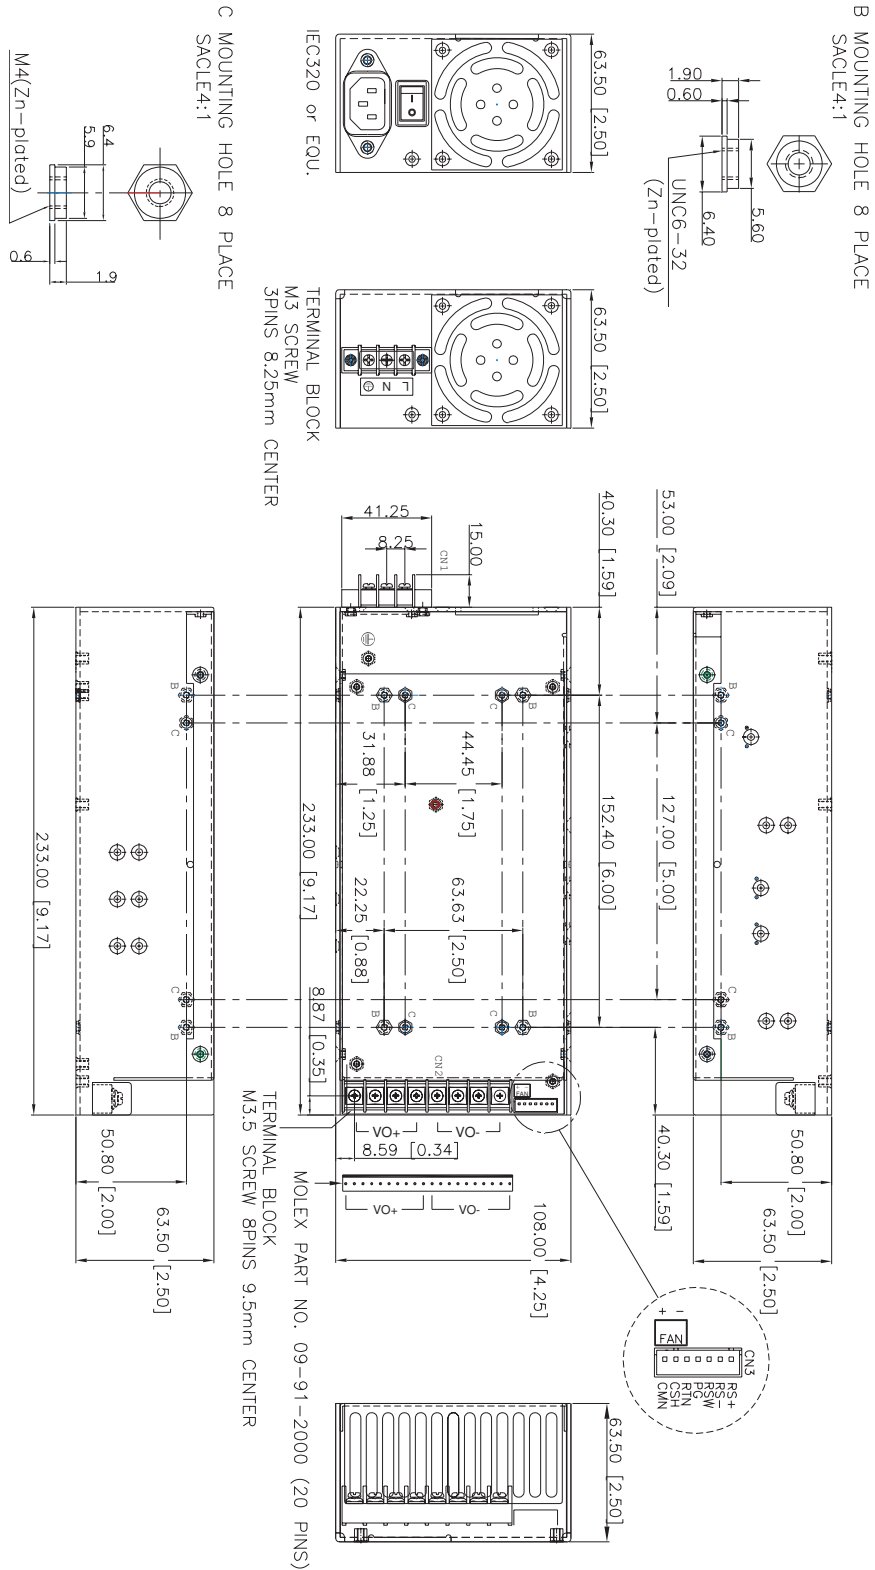 B MOUNTING HOLE 8 PLACE
SACLE4:1
1.90
0.60
5.60
6.40
UNC6-32
(Zn-plated)
63.50 [2.50]
IEC320 or EQU.
C MOUNTING HOLE 8 PLACE
SACLE4:1
6.4
5.9
M4(Zn-plated)
0.6
1.9
63.50 [2.50]
L N
TERMINAL BLOCK
M3 SCREW
3PINS 8.25mm CENTER
53.00 [2.09]
127.00 [5.00]
50.80 [2.00]
63.50 [2.50]
B
C
C
B
40.30 [1.59]
152.40 [6.00]
40.30 [1.59]
41.25
8.25
15.00
CN1
B
C
C
B
44.45 [1.75]
31.88 [1.25]
63.63 [2.50]
22.25 [0.88]
233.00 [9.17]
8.87 [0.35]
B
C
C
B
CN2
FAN
VO+
VO-
8.59 [0.34]
VO+
VO-
108.00 [4.25]
MOLEX PART NO. 09-91-2000 (20 PINS)
TERMINAL BLOCK
M3.5 SCREW 8PINS 9.5mm CENTER
+ -
FAN
CN3
RS+
RS-
RSW
PG
RTN
CSH
CMN
63.50 [2.50]
B
C
C
B
233.00 [9.17]
50.80 [2.00]
63.50 [2.50]